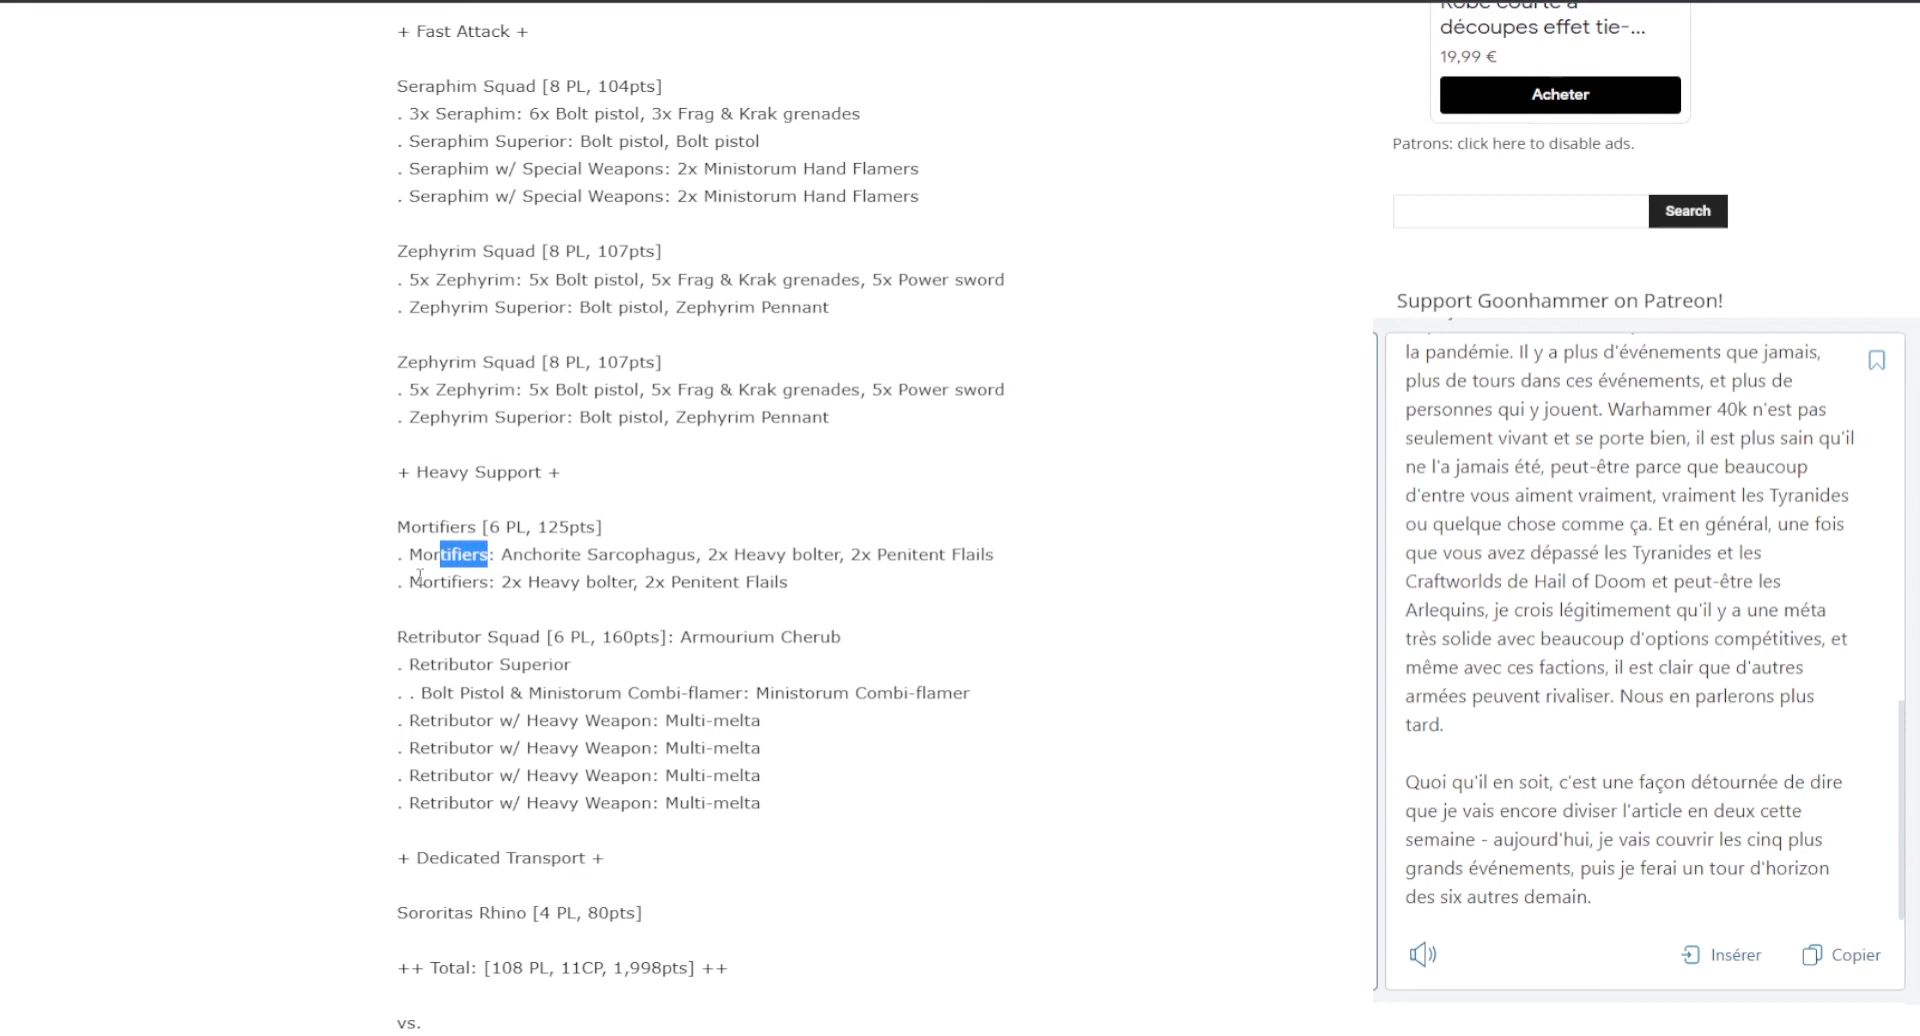 + Fast Attack +
Seraphim Squad [8 PL, 104pts]
. 3x Seraphim: 6x Bolt pistol, 3x Frag & Krak grenades
. Seraphim Superior: Bolt pistol, Bolt pistol
. Seraphim w/ Special Weapons: 2x Ministorum Hand Flamers
. Seraphim w/ Special Weapons: 2x Ministorum Hand Flamers
Zephyrim Squad [8 PL, 107pts]
. 5x Zephyrim: 5x Bolt pistol, 5x Frag & Krak grenades, 5x Power sword
. Zephyrim Superior: Bolt pistol, Zephyrim Pennant
Zephyrim Squad [8 PL, 107pts]
. 5x Zephyrim: 5x Bolt pistol, 5x Frag & Krak grenades, 5x Power sword
. Zephyrim Superior: Bolt pistol, Zephyrim Pennant
+ Heavy Support +
Mortifiers [6 PL, 125pts]
. Mortifiers: Anchorite Sarcophagus, 2x Heavy bolter, 2x Penitent Flails
. Mortifiers: 2x Heavy bolter, 2x Penitent Flails
Retributor Squad [6 PL, 160pts]: Armourium Cherub
. Retributor Superior
. . Bolt Pistol & Ministorum Combi-flamer: Ministorum Combi-flamer
. Retributor w/ Heavy Weapon: Multi-melta
. Retributor w/ Heavy Weapon: Multi-melta
. Retributor w/ Heavy Weapon: Multi-melta
. Retributor w/ Heavy Weapon: Multi-melta
+ Dedicated Transport +
Sororitas Rhino [4 PL, 80pts]
++ Total: [108 PL, 11CP, 1,998pts] ++
vs.
Robe courte à
découpes effet tie-...
19,99 €
Acheter
Patrons: click here to disable ads.
Search
Support Goonhammer on Patreon!
la pandémie. Il y a plus d'événements que jamais,
plus de tours dans ces événements, et plus de
personnes qui y jouent. Warhammer 40k n'est pas
seulement vivant et se porte bien, il est plus sain qu'il
ne l'a jamais été, peut-être parce que beaucoup
d'entre vous aiment vraiment, vraiment les Tyranides
ou quelque chose comme ça. Et en général, une fois
que vous avez dépassé les Tyranides et les
Craftworlds de Hail of Doom et peut-être les
Arlequins, je crois légitimement qu'il y a une méta
très solide avec beaucoup d'options compétitives, et
même avec ces factions, il est clair que d'autres
armées peuvent rivaliser. Nous en parlerons plus
tard.
Quoi qu'il en soit, c'est une façon détournée de dire
que je vais encore diviser l'article en deux cette
semaine - aujourd'hui, je vais couvrir les cinq plus
grands événements, puis je ferai un tour d'horizon
des six autres demain.
Insérer
Copier